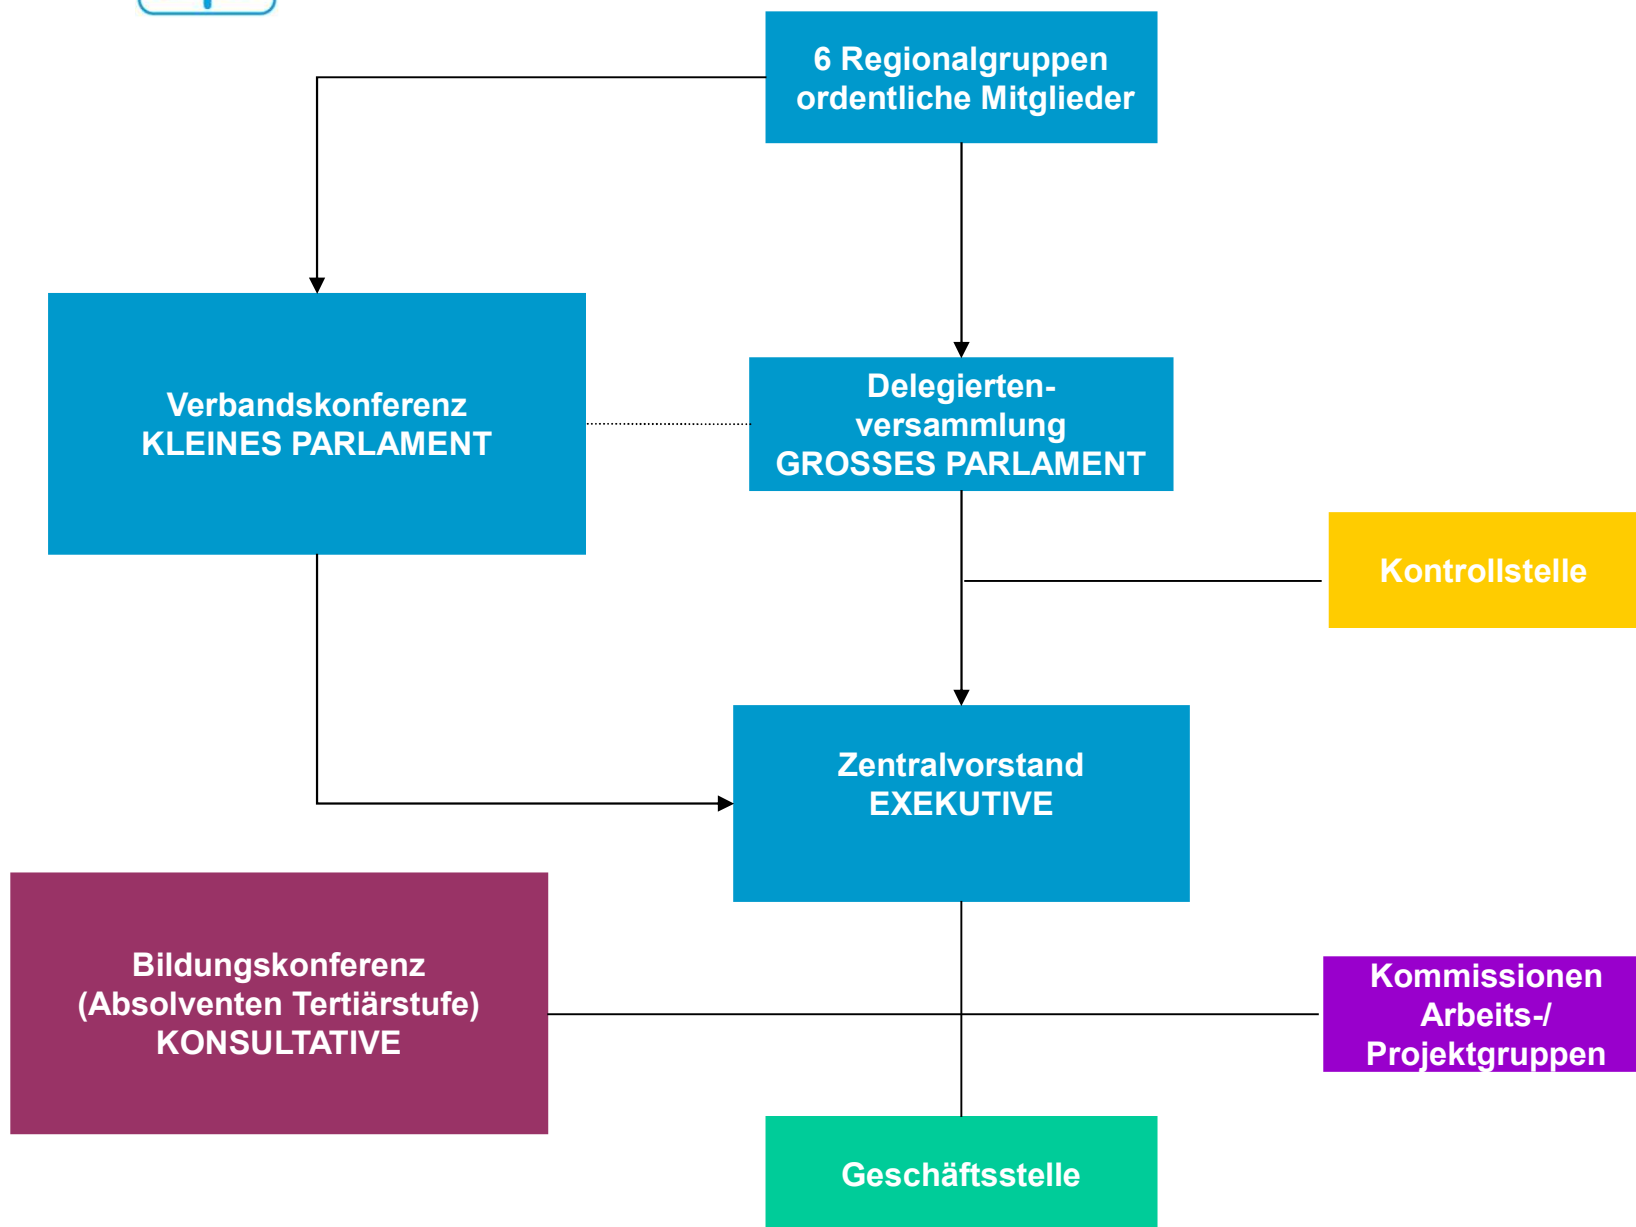 6 Regionalgruppen
ordentliche Mitglieder
Verbandskonferenz
KLEINES PARLAMENT
Delegierten-
versammlung
GROSSES PARLAMENT
Kontrollstelle
Zentralvorstand
EXEKUTIVE
Bildungskonferenz
(Absolventen Tertiärstufe)
KONSULTATIVE
Kommissionen
Arbeits-/
Projektgruppen
Geschäftsstelle